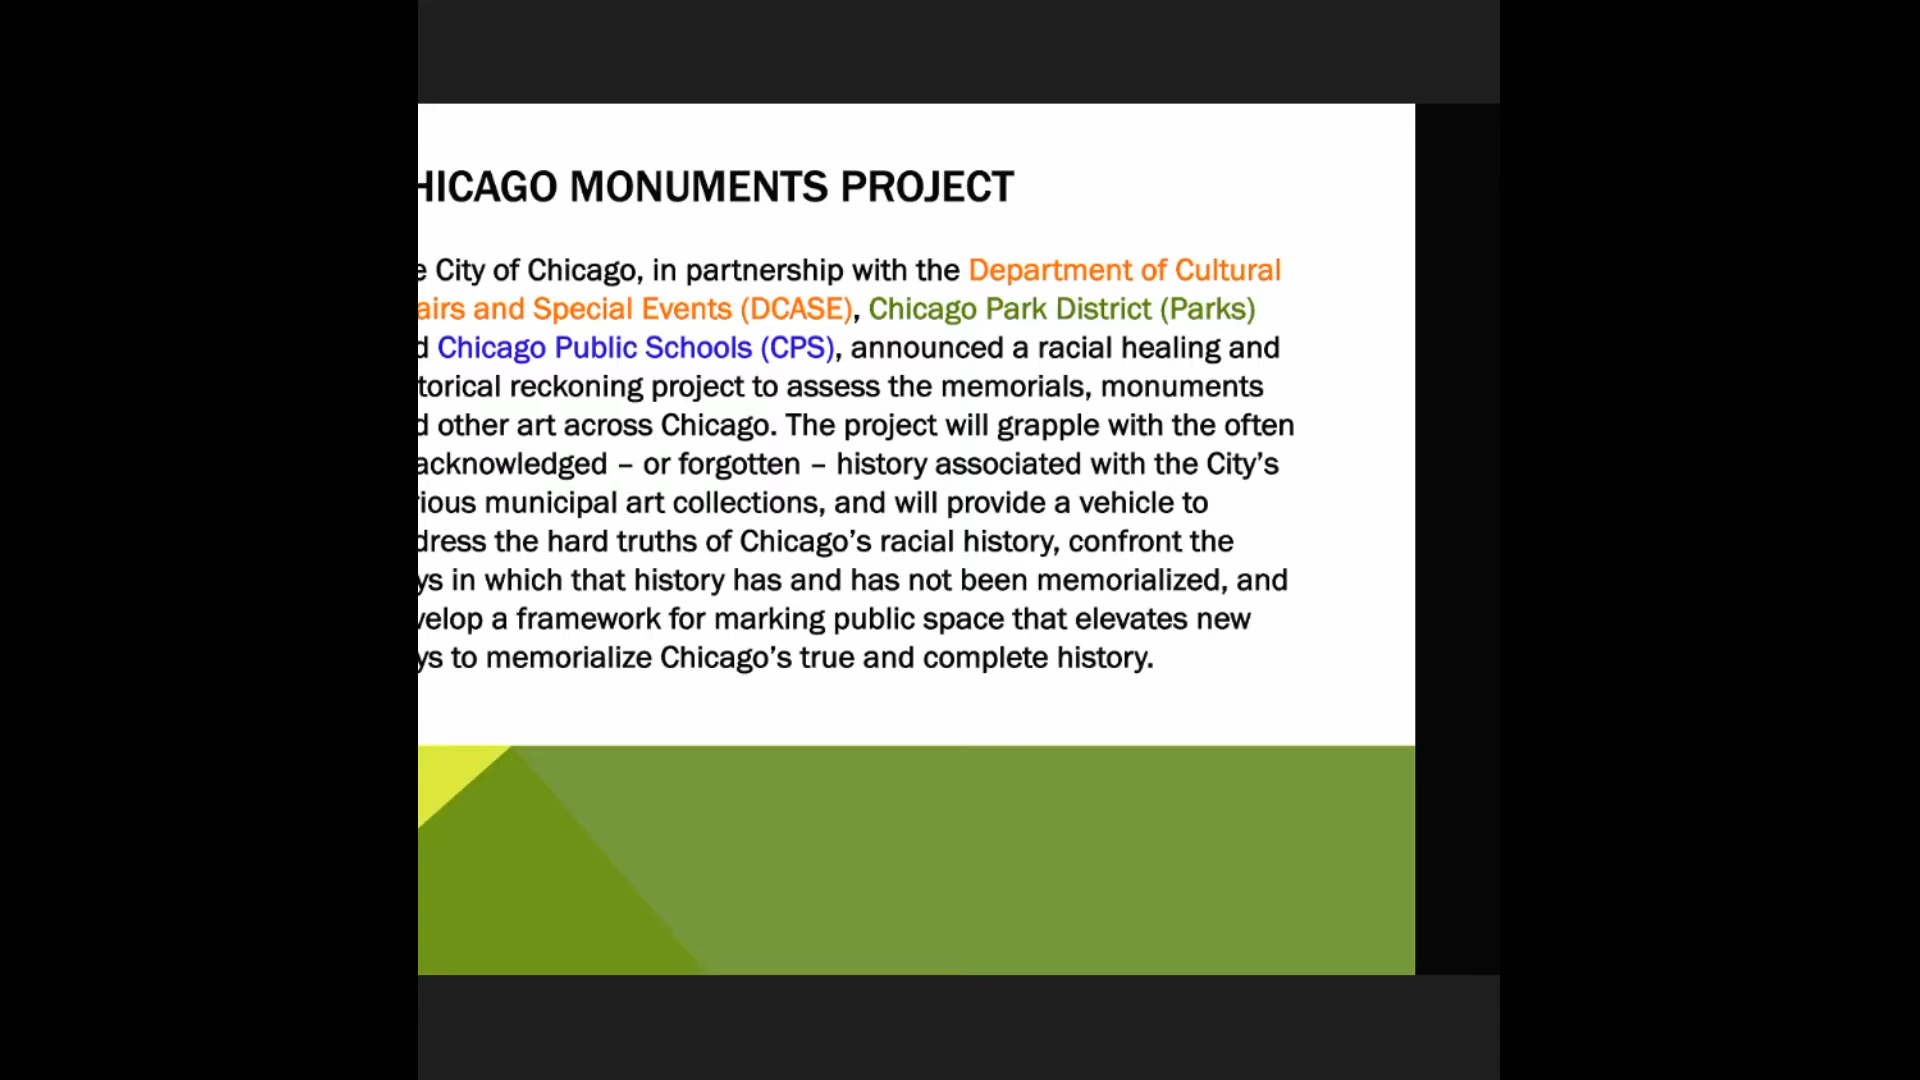 HICAGO MONUMENTS PROJECT
e City of Chicago, in partnership with the Department of Cultural
airs and Special Events (DCASE), Chicago Park District (Parks)
d Chicago Public Schools (CPS), announced a racial healing and
torical reckoning project to assess the memorials, monuments
d other art across Chicago. The project will grapple with the often
acknowledged – or forgotten – history associated with the City’s
ious municipal art collections, and will provide a vehicle to
dress the hard truths of Chicago’s racial history, confront the
ys in which that history has and has not been memorialized, and
velop a framework for marking public space that elevates new
ys to memorialize Chicago’s true and complete history.